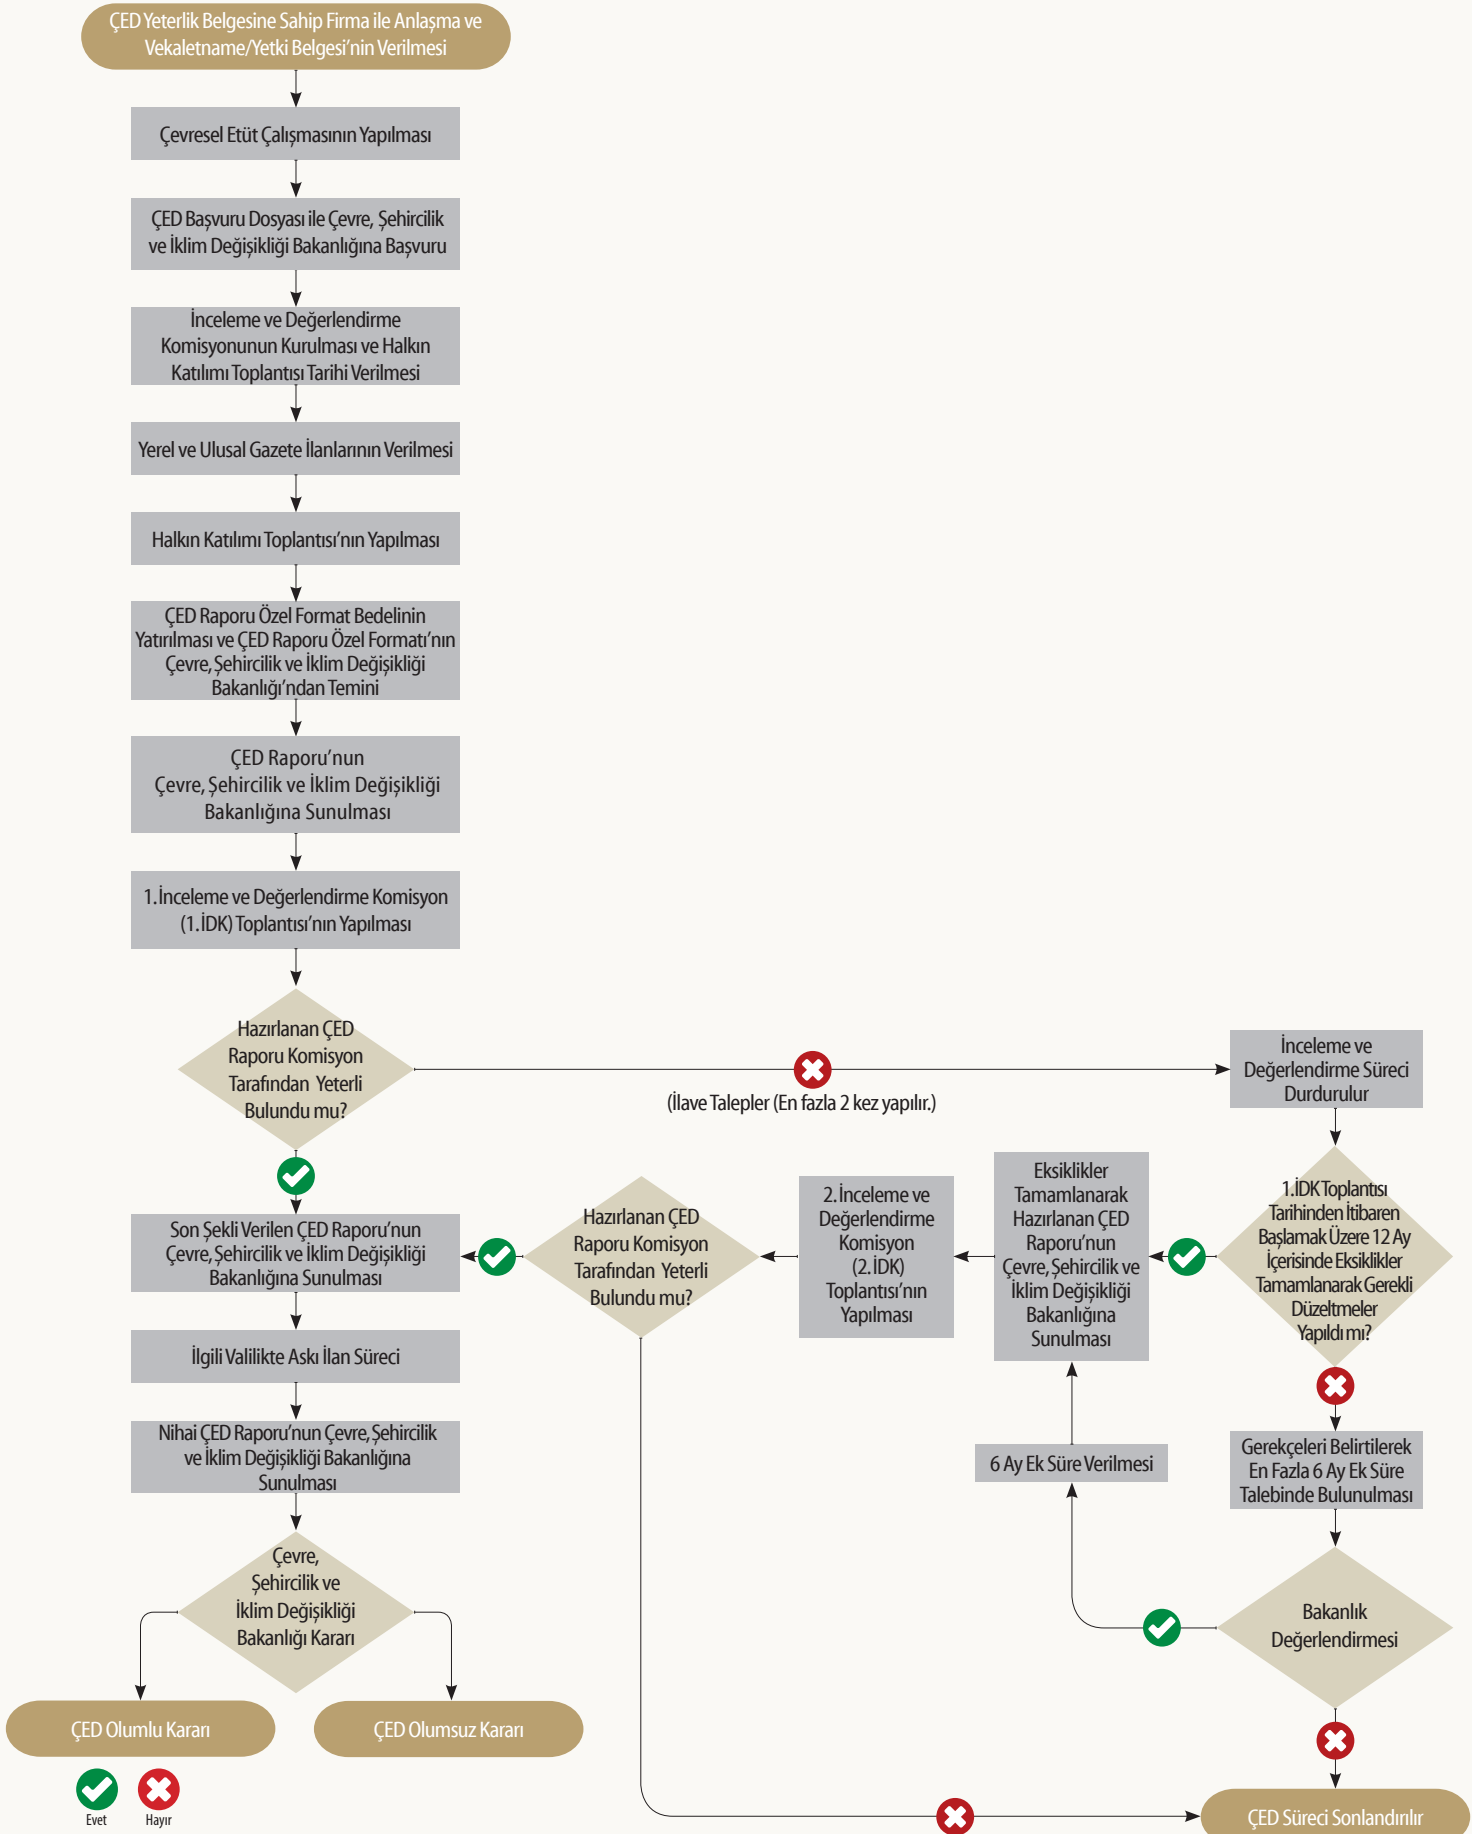 ÇED Yeterlik Belgesine Sahip Firma ile Anlaşma ve
Vekaletname/Yetki Belgesi’nin Verilmesi
Çevresel Etüt Çalışmasının Yapılması
ÇED Başvuru Dosyası ile Çevre, Şehircilik
ve İklim Değişikliği Bakanlığına Başvuru
İnceleme ve Değerlendirme
Komisyonunun Kurulması ve Halkın
Katılımı Toplantısı Tarihi Verilmesi
Yerel ve Ulusal Gazete İlanlarının Verilmesi
Halkın Katılımı Toplantısı’nın Yapılması
ÇED Raporu Özel Format Bedelinin
Yatırılması ve ÇED Raporu Özel Formatı’nın
Çevre, Şehircilik ve İklim Değişikliği
Bakanlığı’ndan Temini
ÇED Raporu’nun
Çevre, Şehircilik ve İklim Değişikliği
Bakanlığına Sunulması
1. İnceleme ve Değerlendirme Komisyon
(1. İDK) Toplantısı’nın Yapılması
Hazırlanan ÇED
Raporu Komisyon
Tarafından Yeterli
Bulundu mu?
(İlave Talepler (En fazla 2 kez yapılır.)
İnceleme ve
Değerlendirme Süreci
Durdurulur
1. İDK Toplantısı
Tarihinden İtibaren
Başlamak Üzere 12 Ay
İçerisinde Eksiklikler
Tamamlanarak Gerekli
Düzeltmeler
Yapıldı mı?
Eksiklikler
Tamamlanarak
Hazırlanan ÇED
Raporu’nun
Çevre, Şehircilik ve
İklim Değişikliği
Bakanlığına
Sunulması
2. İnceleme ve
Değerlendirme
Komisyon
(2. İDK)
Toplantısı’nın
Yapılması
Hazırlanan ÇED
Raporu Komisyon
Tarafından Yeterli
Bulundu mu?
Son Şekli Verilen ÇED Raporu’nun
Çevre, Şehircilik ve İklim Değişikliği
Bakanlığına Sunulması
İlgili Valilikte Askı İlan Süreci
Nihai ÇED Raporu’nun Çevre, Şehircilik
ve İklim Değişikliği Bakanlığına
Sunulması
6 Ay Ek Süre Verilmesi
Gerekçeleri Belirtilerek
En Fazla 6 Ay Ek Süre
Talebinde Bulunulması
Çevre,
Şehircilik ve
İklim Değişikliği
Bakanlığı Kararı
Bakanlık
Değerlendirmesi
ÇED Olumlu Kararı
ÇED Olumsuz Kararı
Evet
Hayır
ÇED Süreci Sonlandırılır